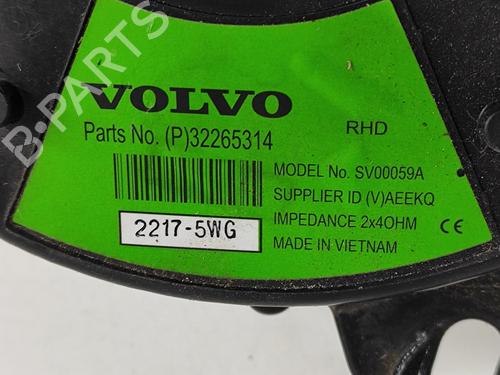 B-PARTS
VOLVO
Parts No. (P)32265314
RHD
MODEL No. SV00059A
SUPPLIER ID (V)AEEKQ
2217-5WG
IMPEDANCE 2x4OHM
CE
MADE IN VIETNAM